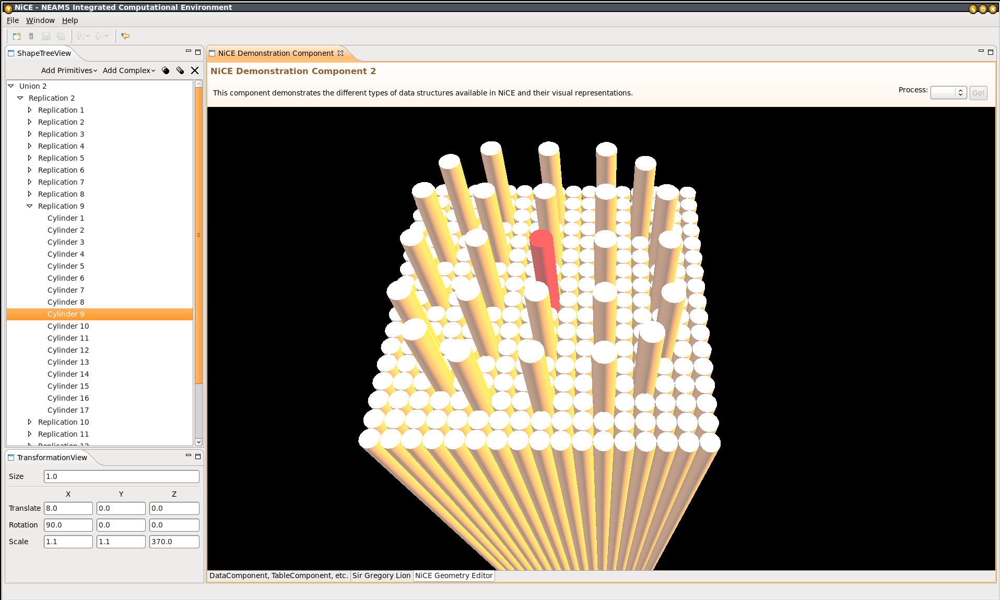 NiCE - NEAMS Integrated Computational Environment
File Window Help
ShapeTreeView
Add Primitives Add Complex
Union 2
Replication 2
Replication 1
Replication 2
Replication 3
Replication 4
Replication 5
Replication 6
Replication 7
Replication 8
Replication 9
Cylinder 1
Cylinder 2
Cylinder 3
Cylinder 4
Cylinder 5
Cylinder 6
Cylinder 7
Cylinder 8
Cylinder 9
Cylinder 10
Cylinder 11
Cylinder 12
Cylinder 13
Cylinder 14
Cylinder 15
Cylinder 16
Cylinder 17
Replication 10
Replication 11
Replication 12
TransformationView
Size 1.0
X Y Z
Translate 8.0 0.0 0.0
Rotation 90.0 0.0 0.0
Scale 1.1 1.1 370.0
NiCE Demonstration Component
NiCE Demonstration Component 2
This component demonstrates the different types of data structures available in NiCE and their visual representations.
Process: Go!
DataComponent, TableComponent, etc. Sir Gregory Lion NiCE Geometry Editor